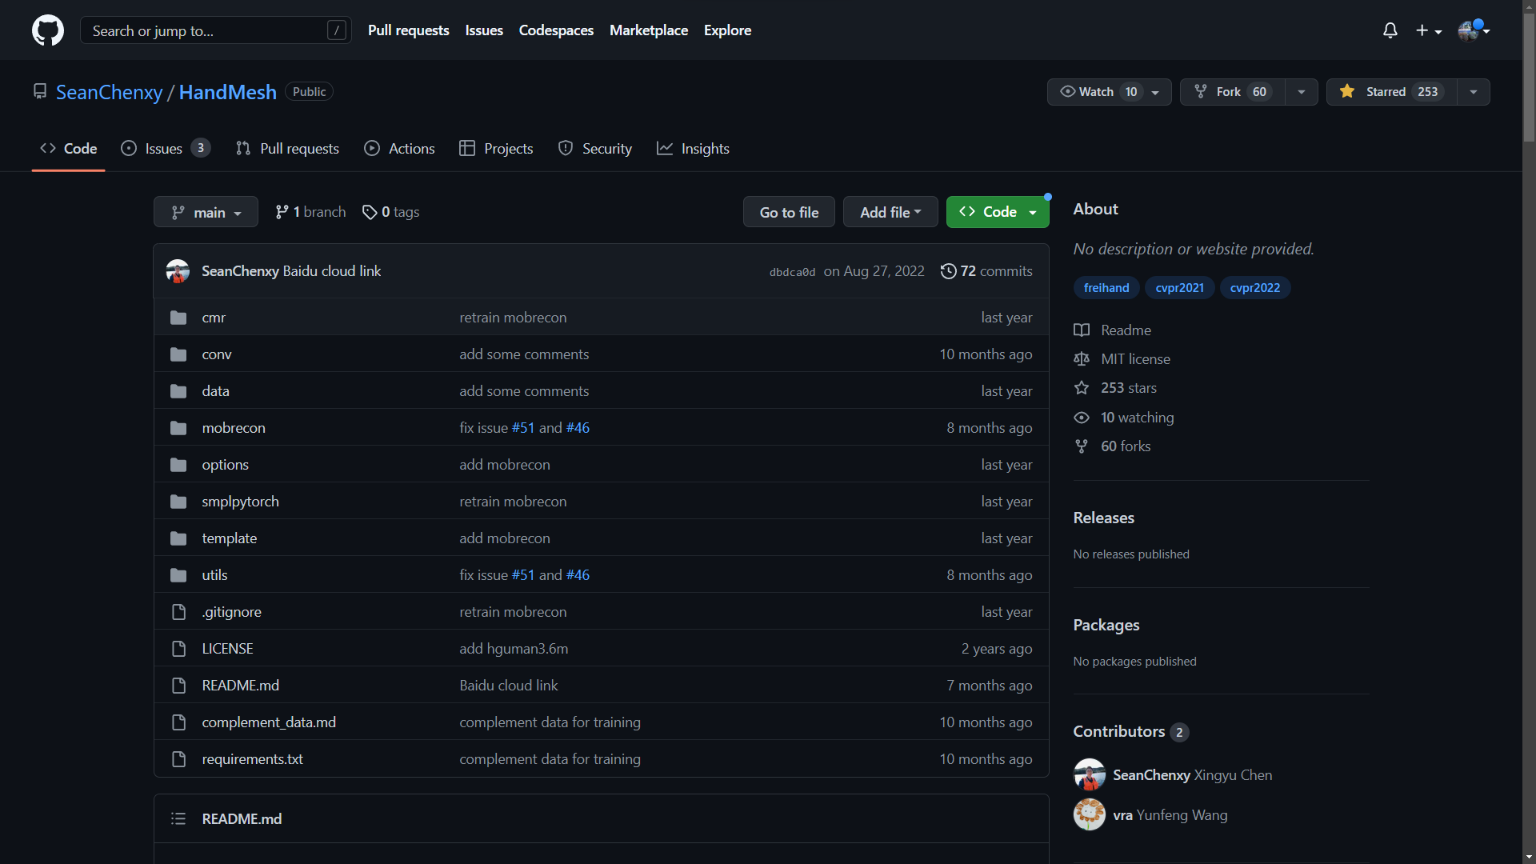 Search or jump to... /
Pull requests Issues Codespaces Marketplace Explore
SeanChenxy / HandMesh Public
Watch 10 Fork 60 Starred 253
Code Issues 3 Pull requests Actions Projects Security Insights
main 1 branch 0 tags Go to file Add file Code
SeanChenxy Baidu cloud link dbdca0d on Aug 27, 2022 72 commits
cmr retrain mobrecon last year
conv add some comments 10 months ago
data add some comments last year
mobrecon fix issue #51 and #46 8 months ago
options add mobrecon last year
smplpytorch retrain mobrecon last year
template add mobrecon last year
utils fix issue #51 and #46 8 months ago
.gitignore retrain mobrecon last year
LICENSE add hguman3.6m 2 years ago
README.md Baidu cloud link 7 months ago
complement_data.md complement data for training 10 months ago
requirements.txt complement data for training 10 months ago
README.md
About
No description or website provided.
freihand cvpr2021 cvpr2022
Readme
MIT license
253 stars
10 watching
60 forks
Releases
No releases published
Packages
No packages published
Contributors 2
SeanChenxy Xingyu Chen
vra Yunfeng Wang